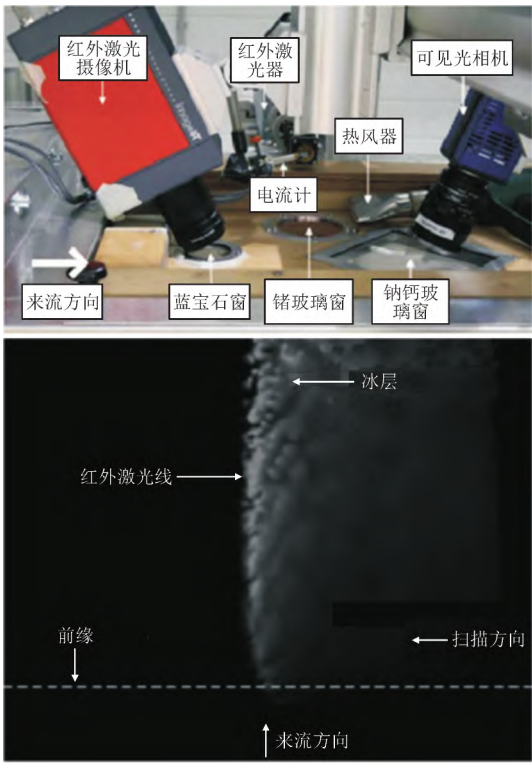 红外激光
摄像机
红外激
光器
可见光相机
热风器
电流计
来流方向
蓝宝石窗
锗玻璃窗
钠钙玻
璃窗
冰层
红外激光线
前缘
扫描方向
来流方向